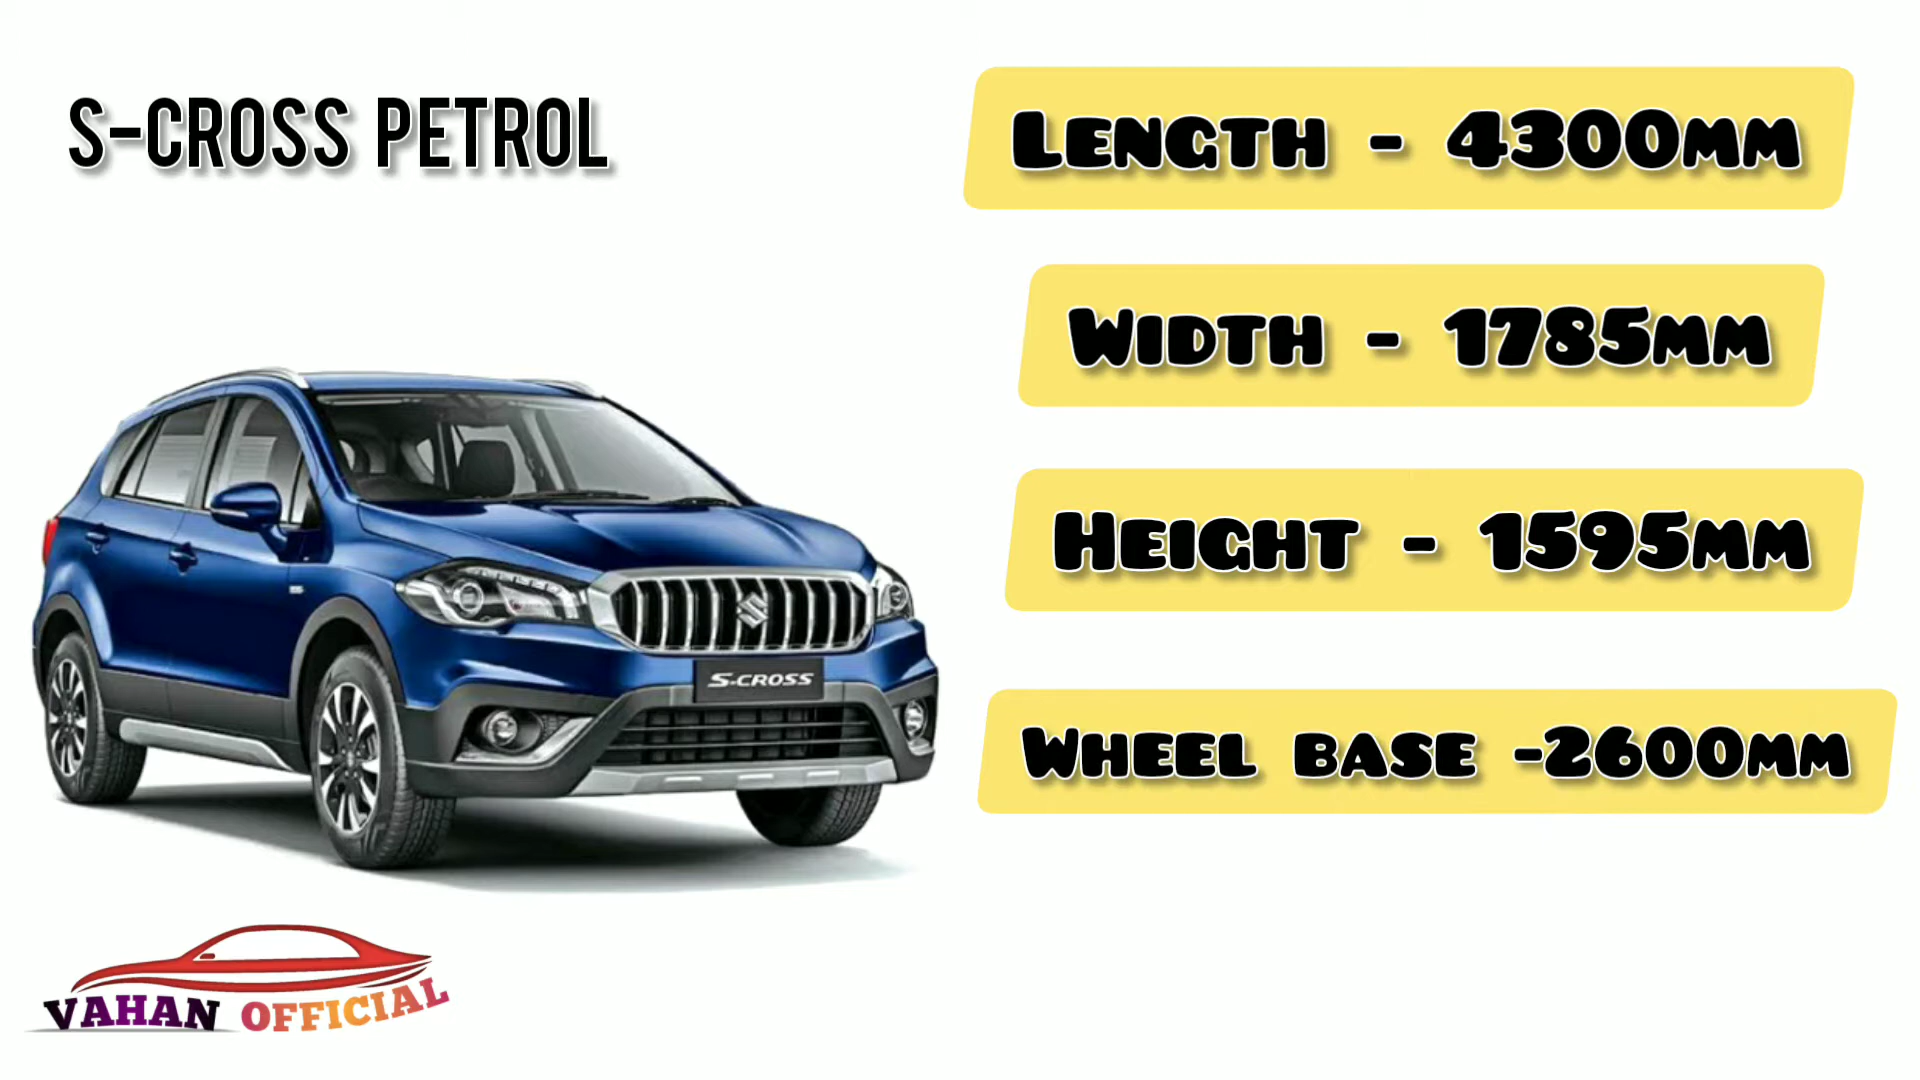 S-CROSS PETROL
LENGTH - 4300MM
WIDTH - 1785MM
HEIGHT - 1595MM
WHEEL BASE -2600MM
S-CROSS
VAHAN OFFICIAL